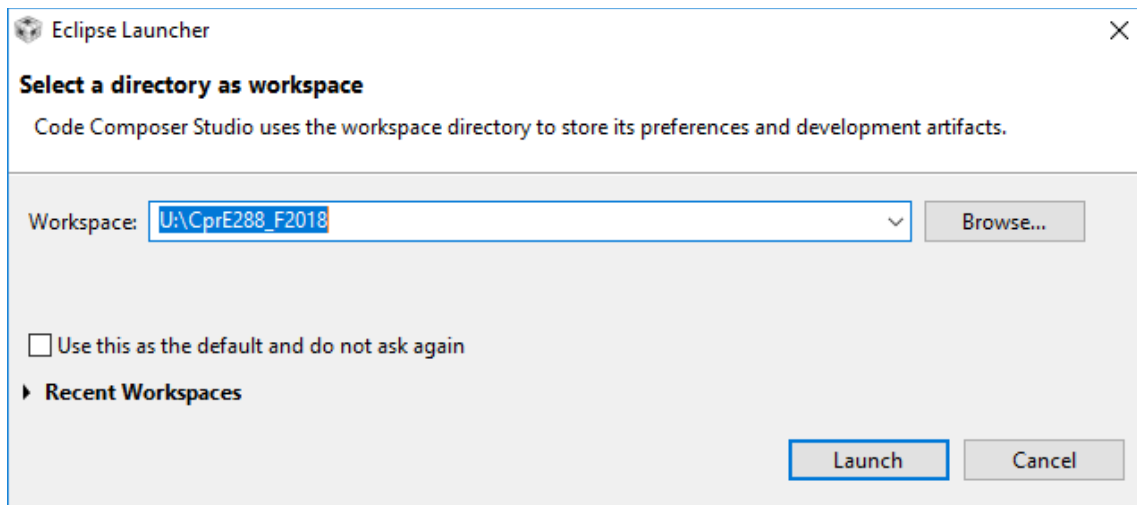 Eclipse Launcher
Select a directory as workspace
Code Composer Studio uses the workspace directory to store its preferences and development artifacts.
Workspace: U:\CprE288_F2018 Browse...
Use this as the default and do not ask again
Recent Workspaces
Launch Cancel